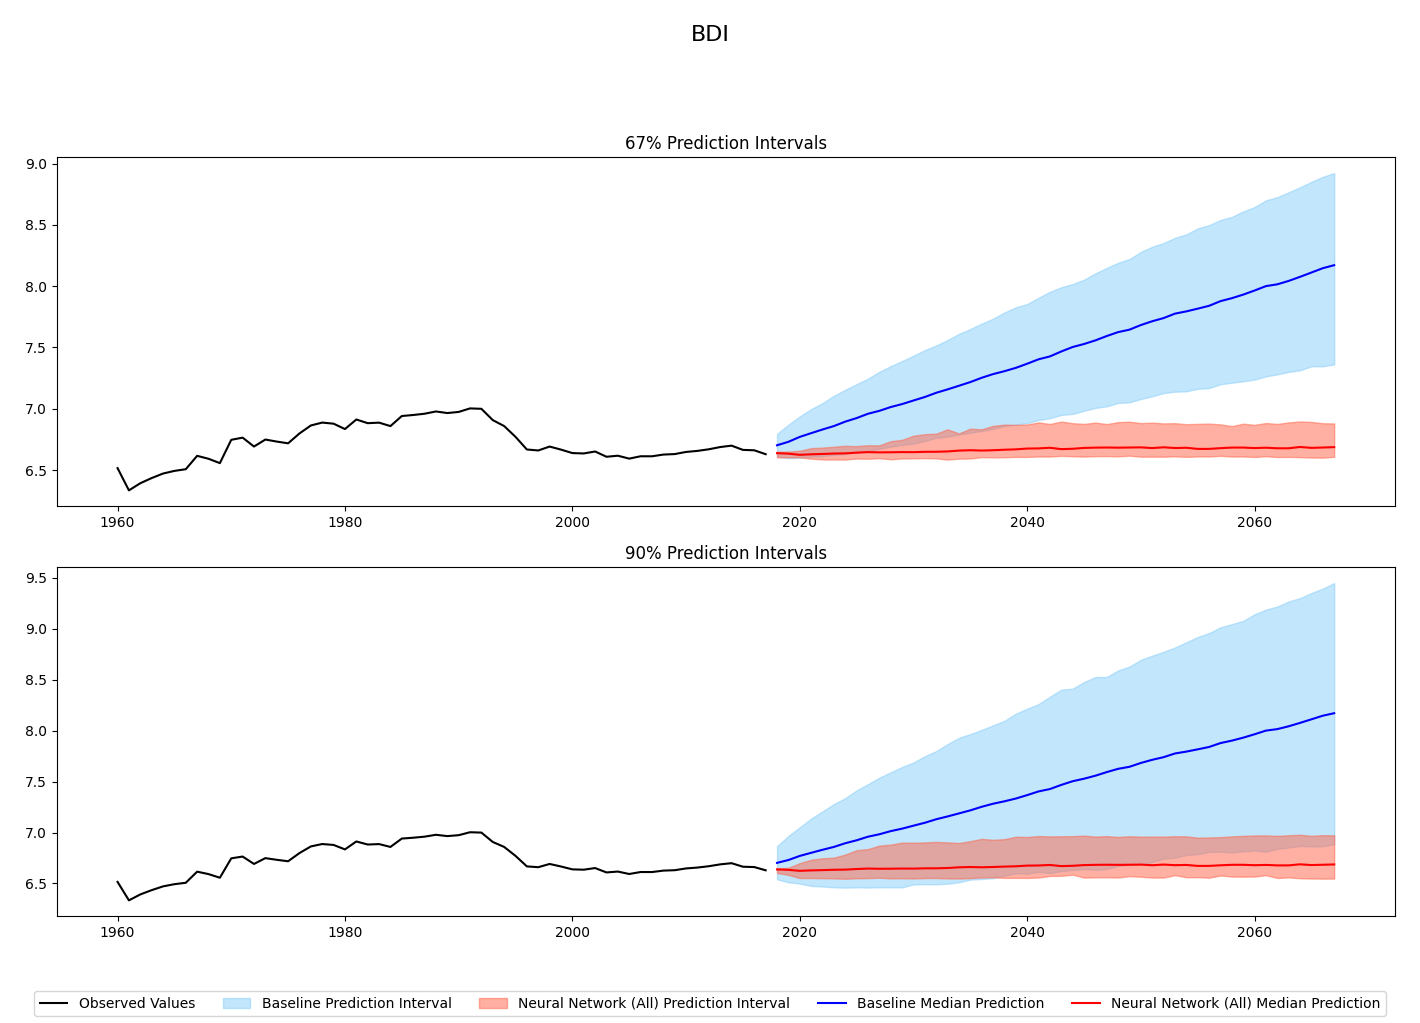 BDI
67% Prediction Intervals
9.0
8.5
8.0
7.5
7.0
6.5
1960 1980 2000 2020 2040 2060
90% Prediction Intervals
9.5
9.0
8.5
8.0
7.5
7.0
6.5
1960 1980 2000 2020 2040 2060
Observed Values Baseline Prediction Interval Neural Network (All) Prediction Interval Baseline Median Prediction Neural Network (All) Median Prediction